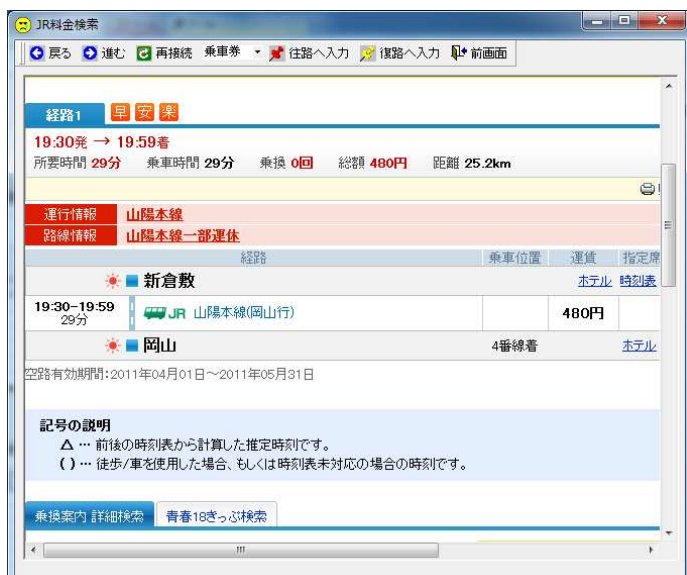 JR料金検索
戻る 進む 再接続 乗車券 往路へ入力 復路へ入力 前画面
経路1 早 安 楽
19:30発 → 19:59着
所要時間 29分 乗車時間 29分 乗換 0回 総額 480円 距離 25.2km
運行情報 山陽本線
路線情報 山陽本線一部運休
経路 乗車位置 運賃 指定席
新倉敷 ホテル 時刻表
19:30-19:59 JR 山陽本線(岡山行) 480円
29分
岡山 4番線着 ホテル
空路有効期間:2011年04月01日～2011年05月31日
記号の説明
△ … 前後の時刻表から計算した推定時刻です。
( ) … 徒歩/車を使用した場合、もしくは時刻表未対応の場合の時刻です。
乗換案内 詳細検索 青春18きっぷ検索